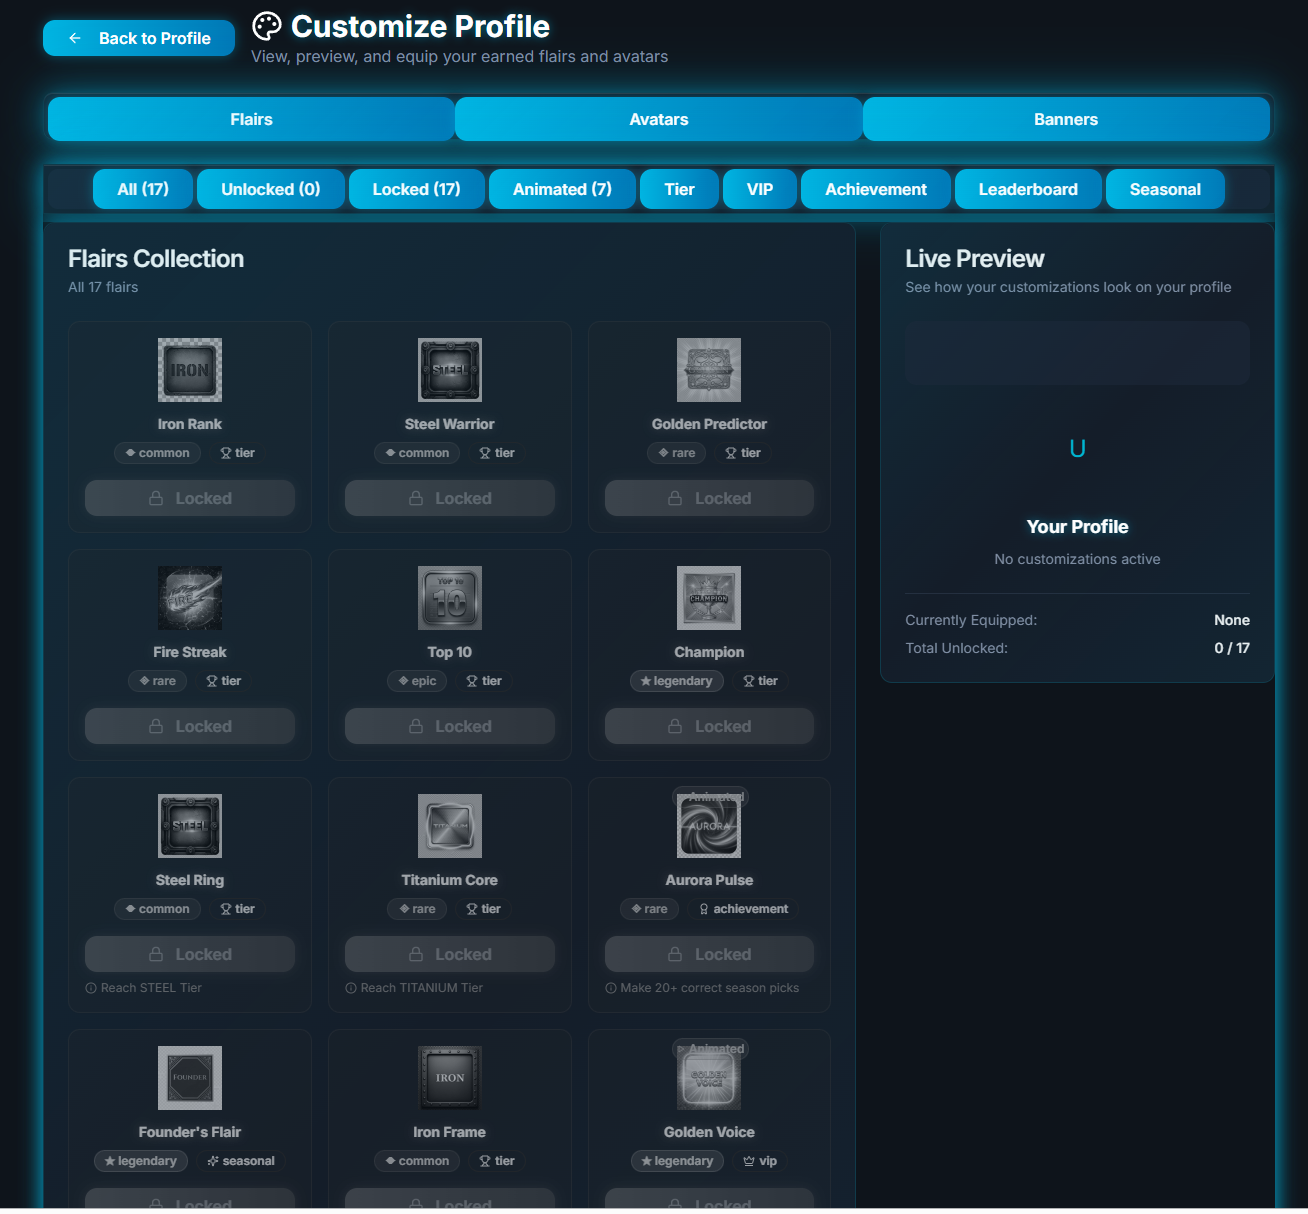 Back to Profile
Customize Profile
View, preview, and equip your earned flairs and avatars
Flairs
Avatars
Banners
All (17)
Unlocked (0)
Locked (17)
Animated (7)
Tier
VIP
Achievement
Leaderboard
Seasonal
Flairs Collection
All 17 flairs
IRON
Iron Rank
common
tier
Locked
STEEL
Steel Warrior
common
tier
Locked
Golden Predictor
rare
tier
Locked
FIRE
Fire Streak
rare
tier
Locked
TOP 10
10
Top 10
epic
tier
Locked
CHAMPION
Champion
legendary
tier
Locked
STEEL
Steel Ring
common
tier
Locked
Reach STEEL Tier
TITANIUM
Titanium Core
rare
tier
Locked
Reach TITANIUM Tier
Animated
AURORA
Aurora Pulse
rare
achievement
Locked
Make 20+ correct season picks
FOUNDER
Founder's Flair
legendary
seasonal
Locked
IRON
Iron Frame
common
tier
Locked
Animated
GOLDEN
VOICE
Golden Voice
legendary
vip
Locked
Live Preview
See how your customizations look on your profile
U
Your Profile
No customizations active
Currently Equipped:
None
Total Unlocked:
0 / 17